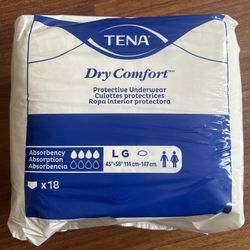 TENA
Dry Comfort™
Protective Underwear
Culottes protectrices
Ropa interior protectora
Absorbency
Absorption
Absorbencia
LG
45"-58" 114 cm-147 cm
x18